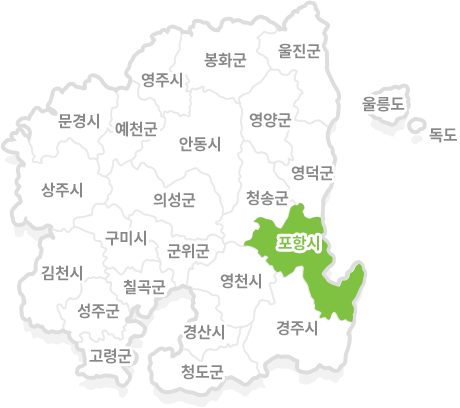 울진군
봉화군
영주시
울릉도
문경시
예천군
영양군
독도
안동시
영덕군
상주시
의성군
청송군
구미시
포항시
군위군
김천시
영천시
칠곡군
성주군
경산시
경주시
고령군
청도군